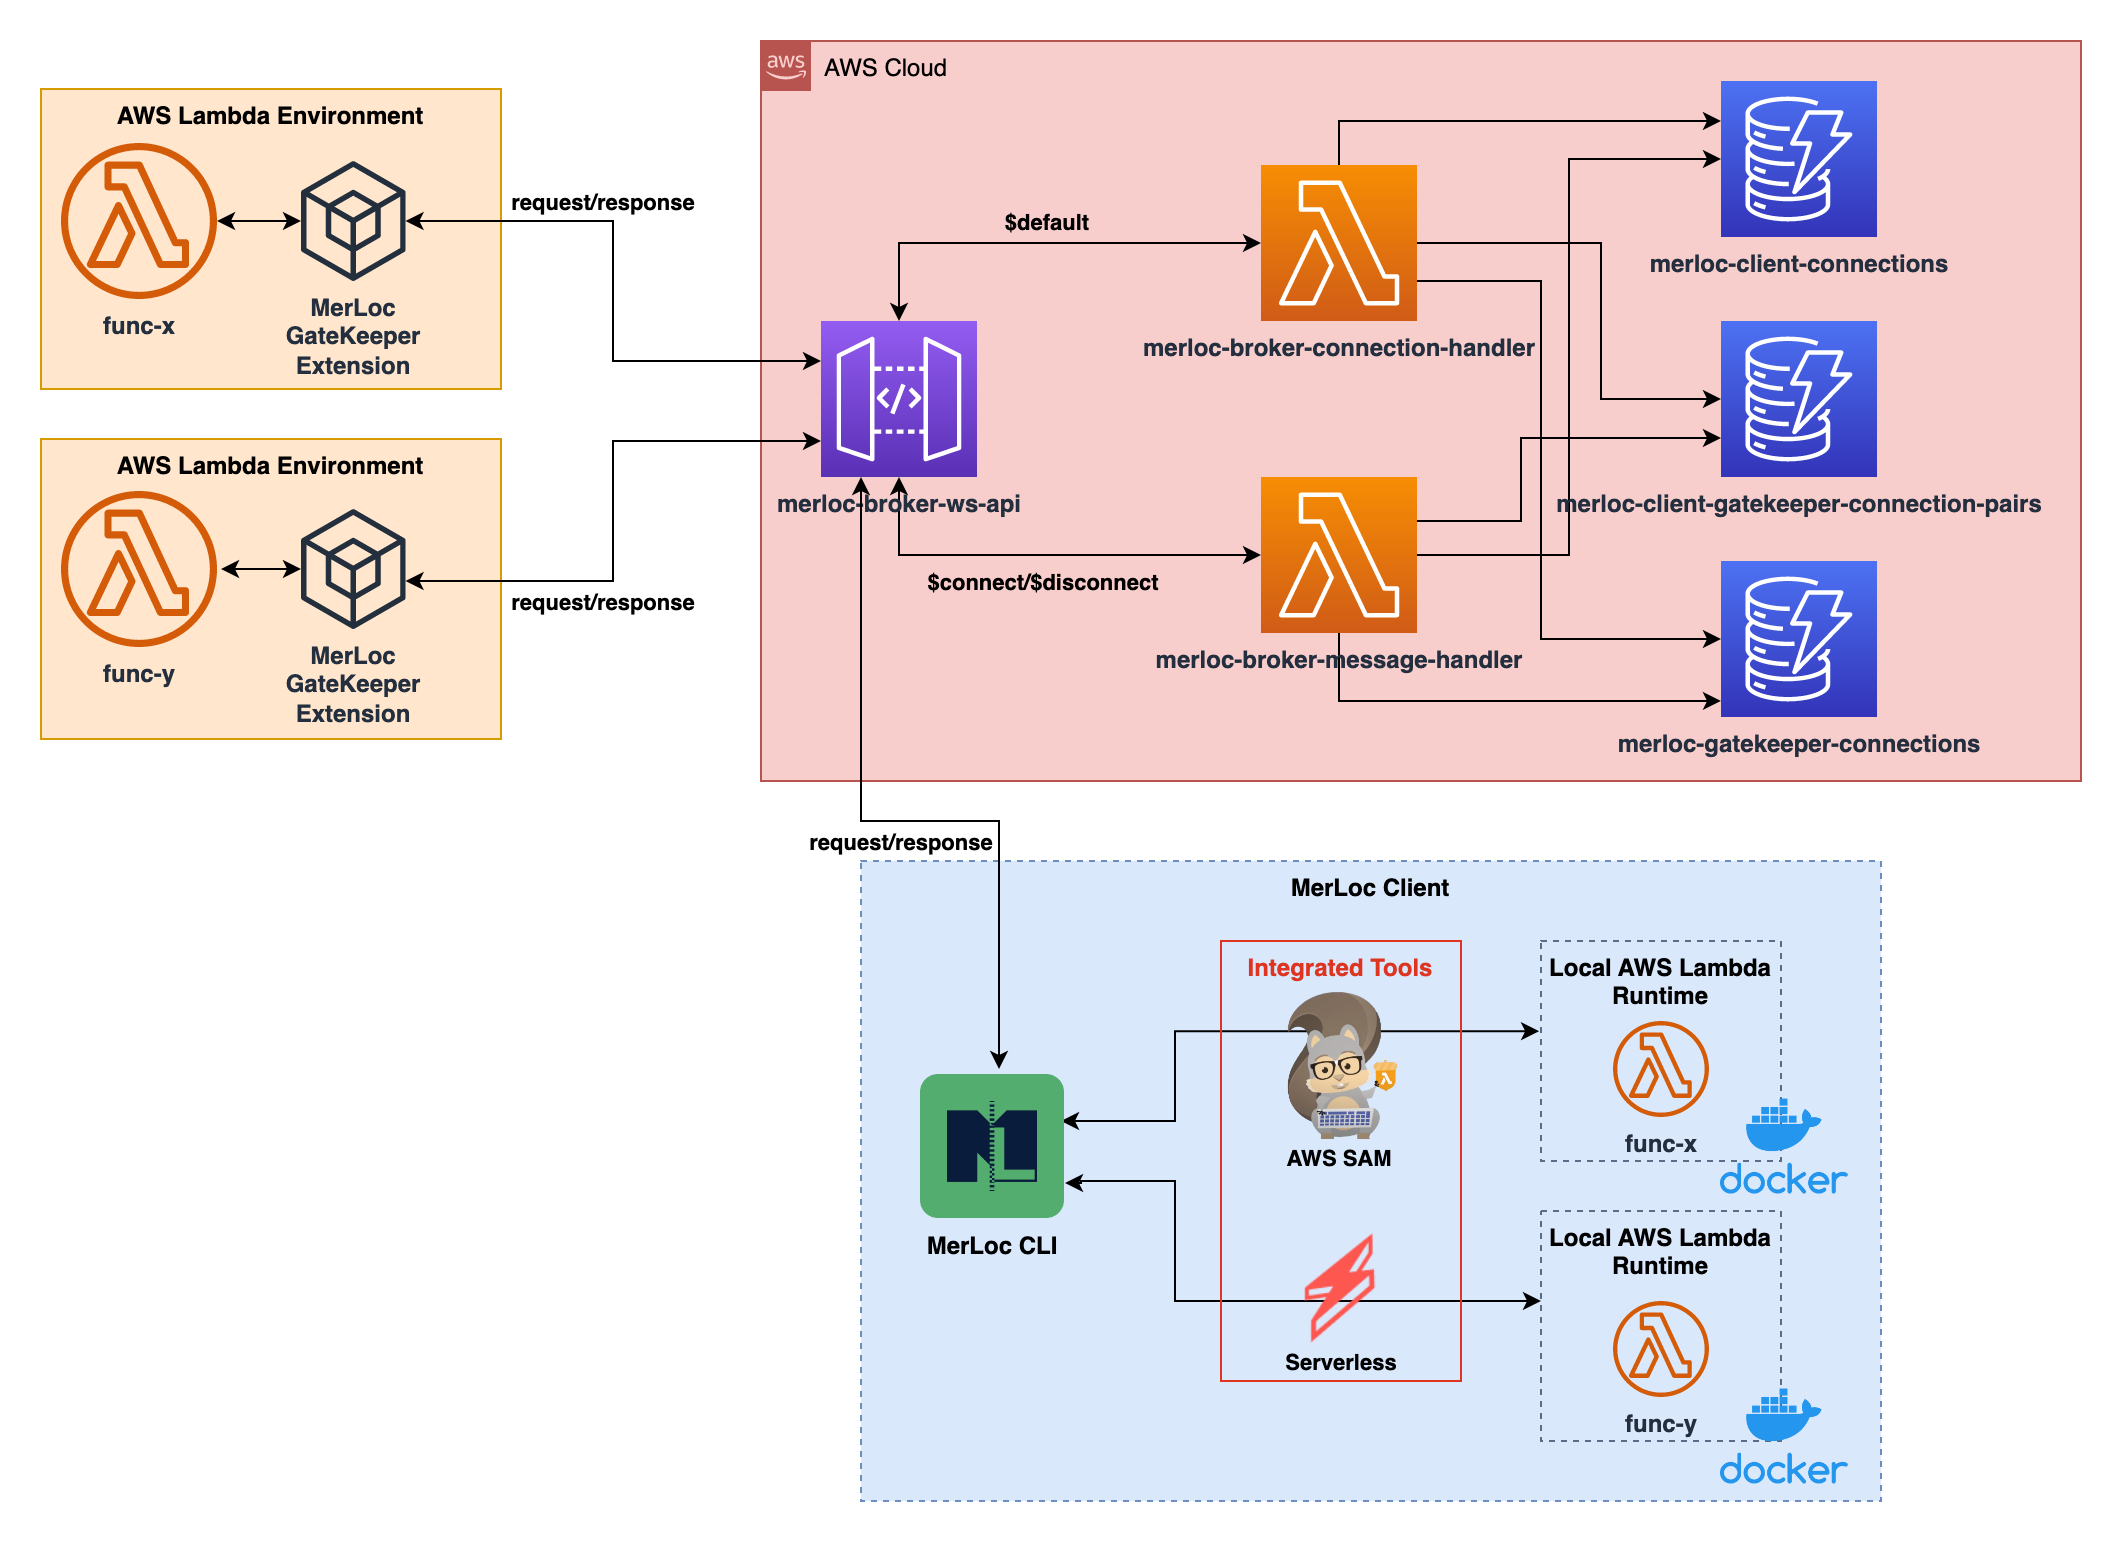 aws
AWS Cloud
AWS Lambda Environment
func-x
MerLoc
GateKeeper
Extension
request/response
AWS Lambda Environment
func-y
MerLoc
GateKeeper
Extension
request/response
$default
merloc-broker-ws-api
$connect/$disconnect
merloc-broker-connection-handler
merloc-broker-message-handler
merloc-client-connections
merloc-client-gatekeeper-connection-pairs
merloc-gatekeeper-connections
request/response
MerLoc Client
MerLoc CLI
Integrated Tools
AWS SAM
Serverless
Local AWS Lambda
Runtime
func-x
docker
Local AWS Lambda
Runtime
func-y
docker